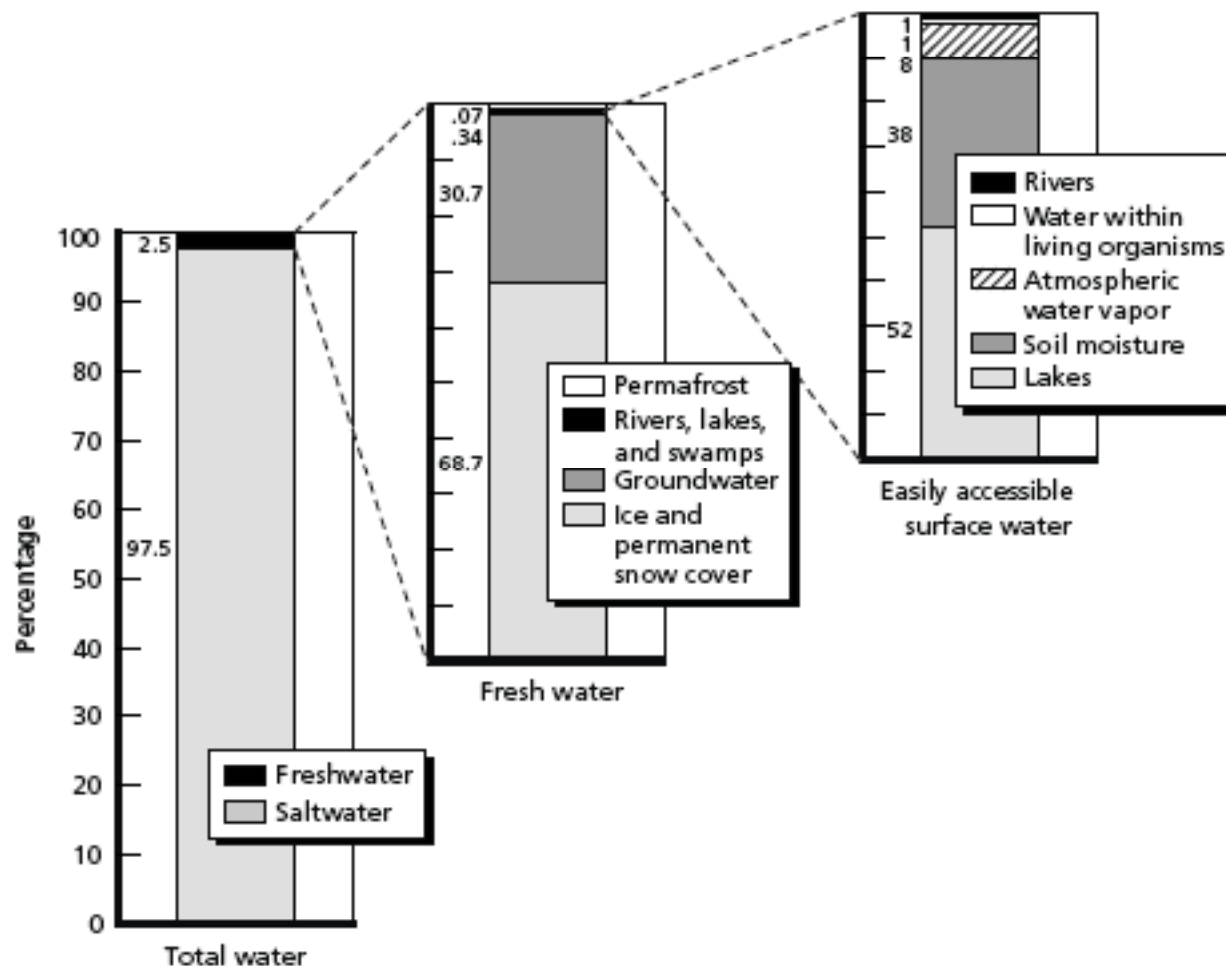 1
1
8
38
52
Rivers
Water within
living organisms
Atmospheric
water vapor
Soil moisture
Lakes
Easily accessible
surface water
.07
.34
30.7
68.7
Permafrost
Rivers, lakes,
and swamps
Groundwater
Ice and
permanent
snow cover
Fresh water
Percentage
100
90
80
70
60
50
40
30
20
10
0
2.5
97.5
Freshwater
Saltwater
Total water